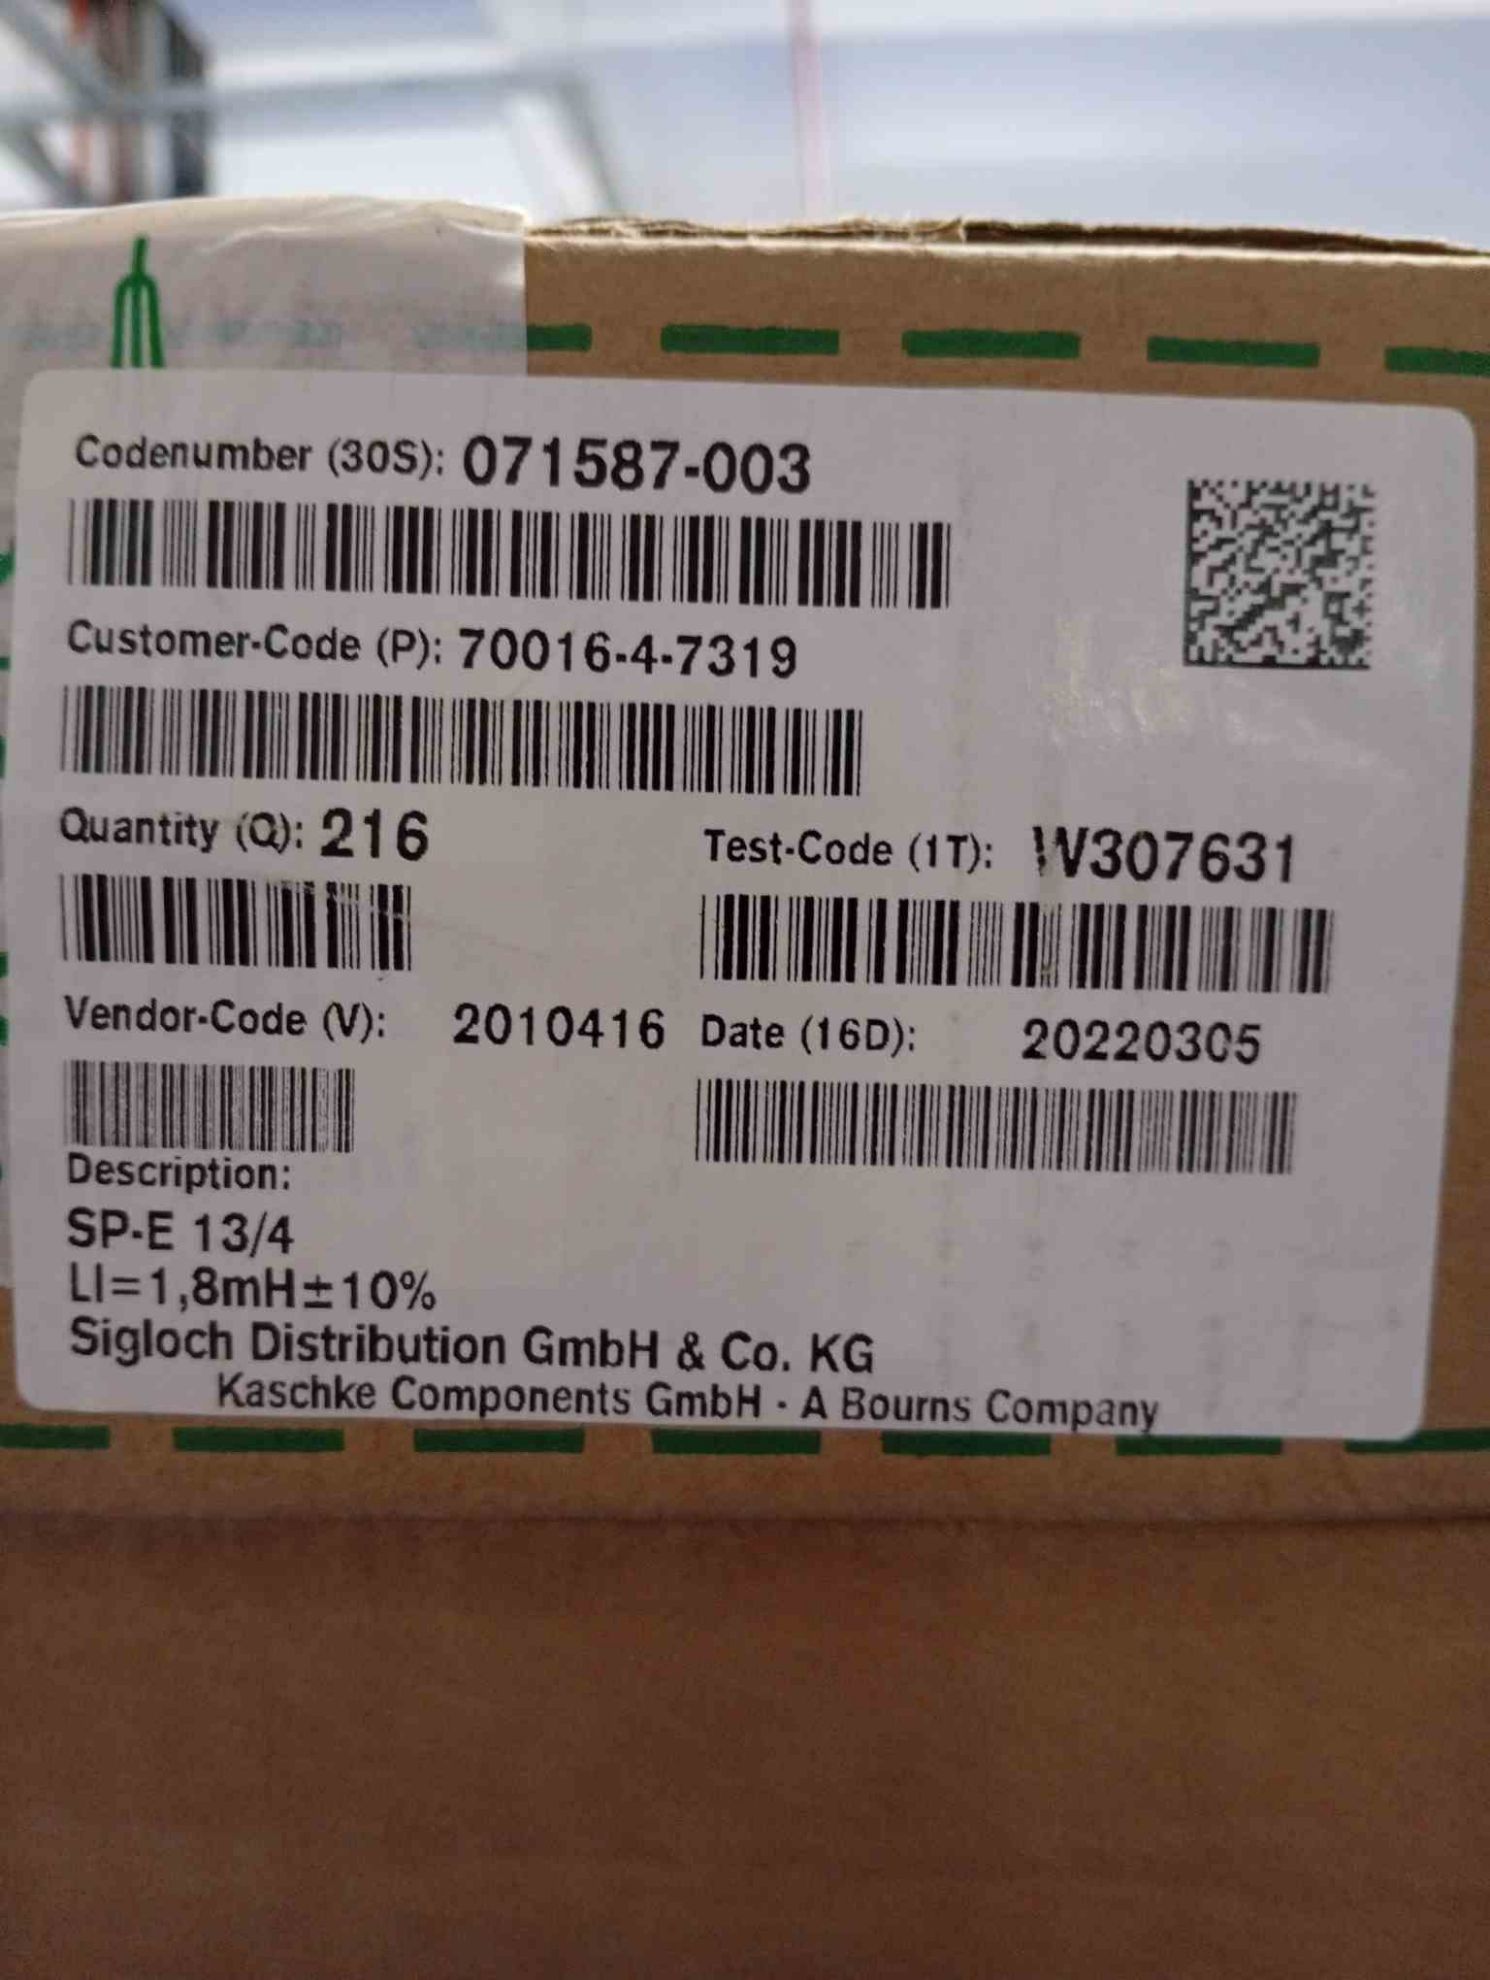 Codenumber (30S): 071587-003
Customer-Code (P): 70016-4-7319
Quantity (Q): 216
Test-Code (1T): W307631
Vendor-Code (V): 2010416
Date (16D): 20220305
Description:
SP-E 13/4
LI=1,8mH±10%
Sigloch Distribution GmbH & Co. KG
Kaschke Components GmbH - A Bourns Company